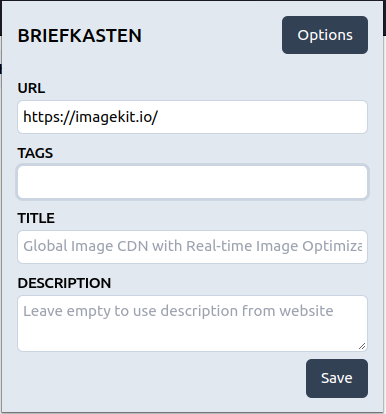 BRIEFKASTEN
Options
URL
https://imagekit.io/
TAGS
TITLE
Global Image CDN with Real-time Image Optimiza
DESCRIPTION
Leave empty to use description from website
Save